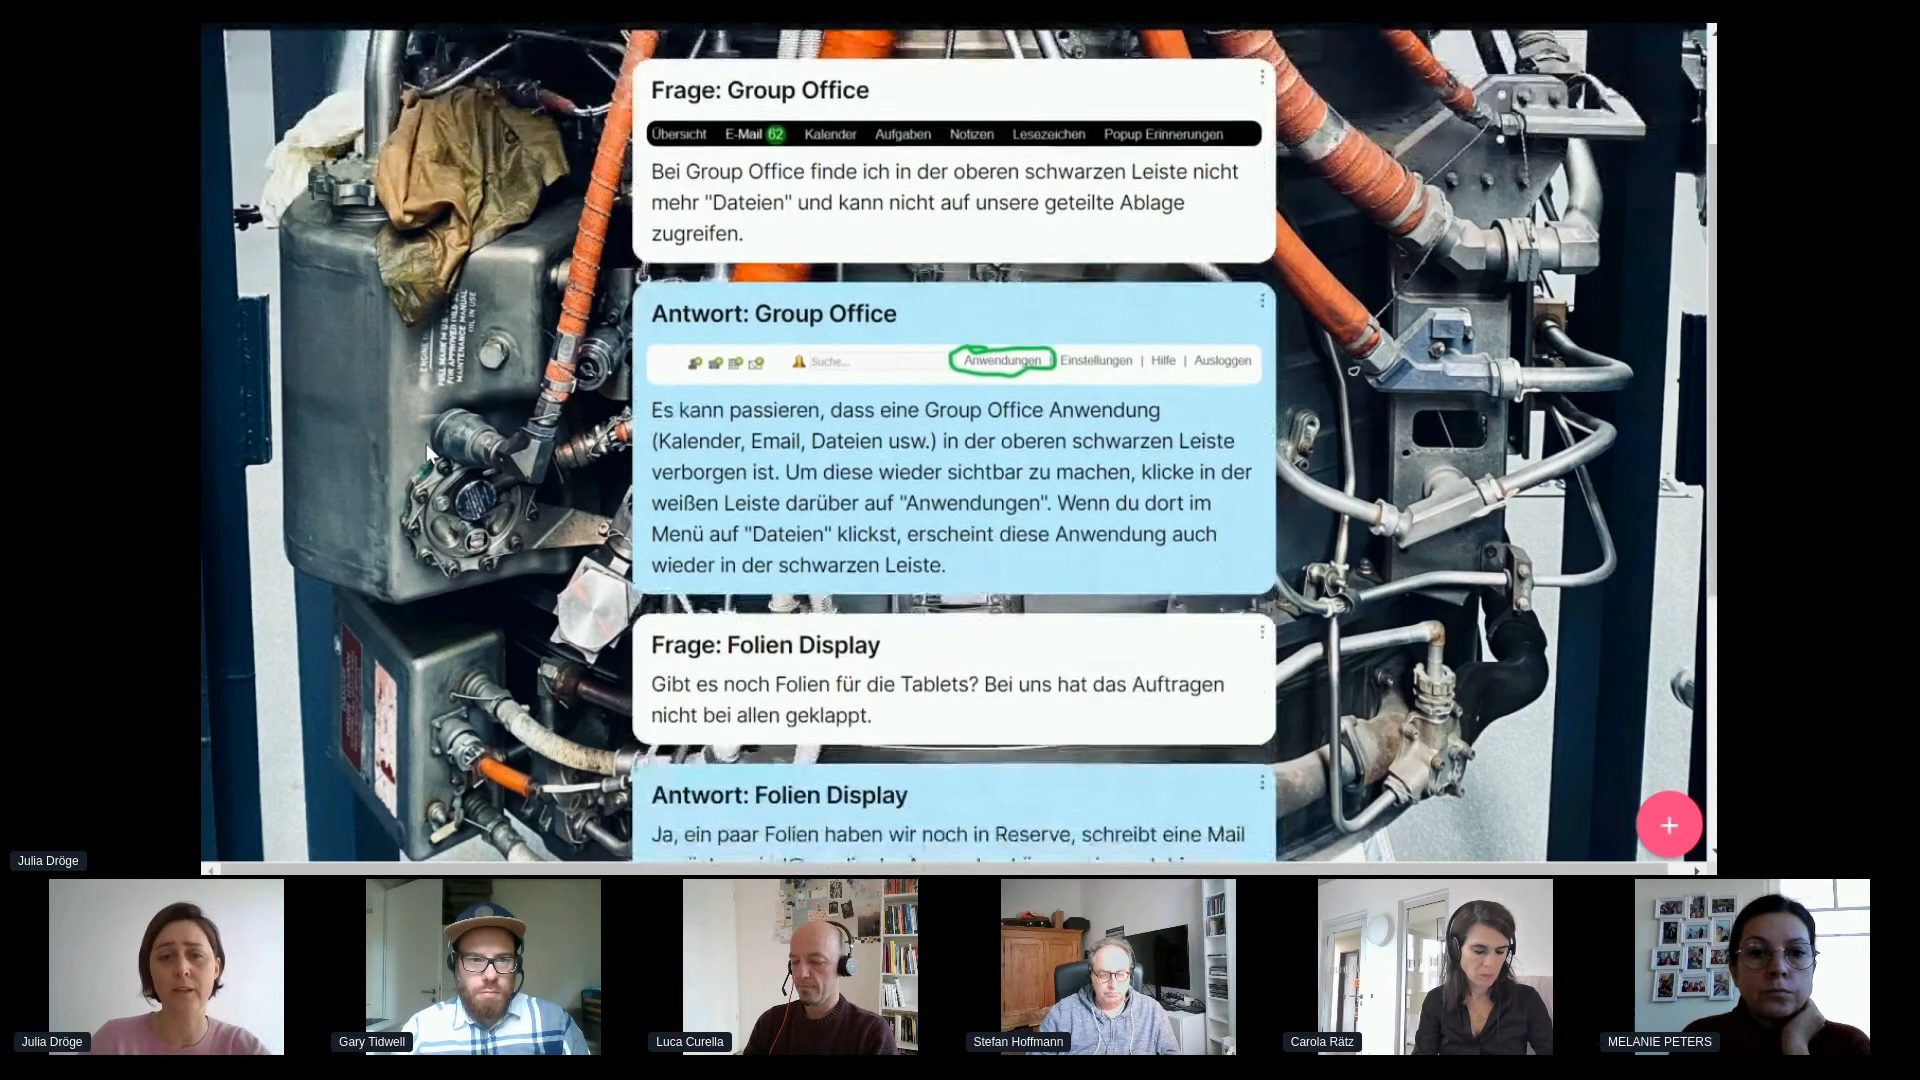 Frage: Group Office
Übersicht E-Mail 62 Kalender Aufgaben Notizen Lesezeichen Popup Erinnerungen
Bei Group Office finde ich in der oberen schwarzen Leiste nicht
mehr "Dateien" und kann nicht auf unsere geteilte Ablage
zugreifen.
Antwort: Group Office
Suche... Anwendungen | Einstellungen | Hilfe | Ausloggen
Es kann passieren, dass eine Group Office Anwendung
(Kalender, Email, Dateien usw.) in der oberen schwarzen Leiste
verborgen ist. Um diese wieder sichtbar zu machen, klicke in der
weißen Leiste darüber auf "Anwendungen". Wenn du dort im
Menü auf "Dateien" klickst, erscheint diese Anwendung auch
wieder in der schwarzen Leiste.
Frage: Folien Display
Gibt es noch Folien für die Tablets? Bei uns hat das Auftragen
nicht bei allen geklappt.
Antwort: Folien Display
Ja, ein paar Folien haben wir noch in Reserve, schreibt eine Mail
Julia Dröge
Julia Dröge
Gary Tidwell
Luca Curella
Stefan Hoffmann
Carola Rätz
MELANIE PETERS